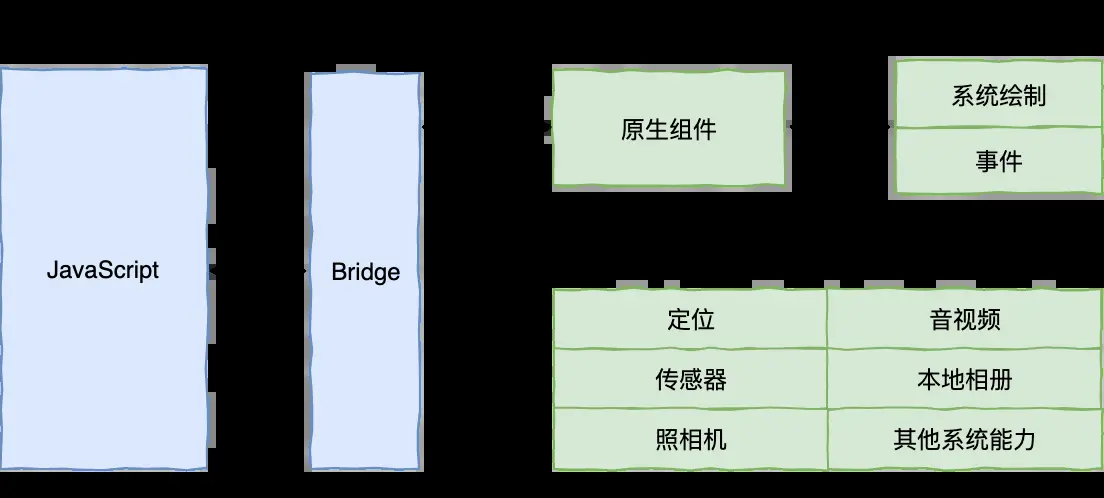 JavaScript
Bridge
原生组件
系统绘制
事件
定位
音视频
传感器
本地相册
照相机
其他系统能力